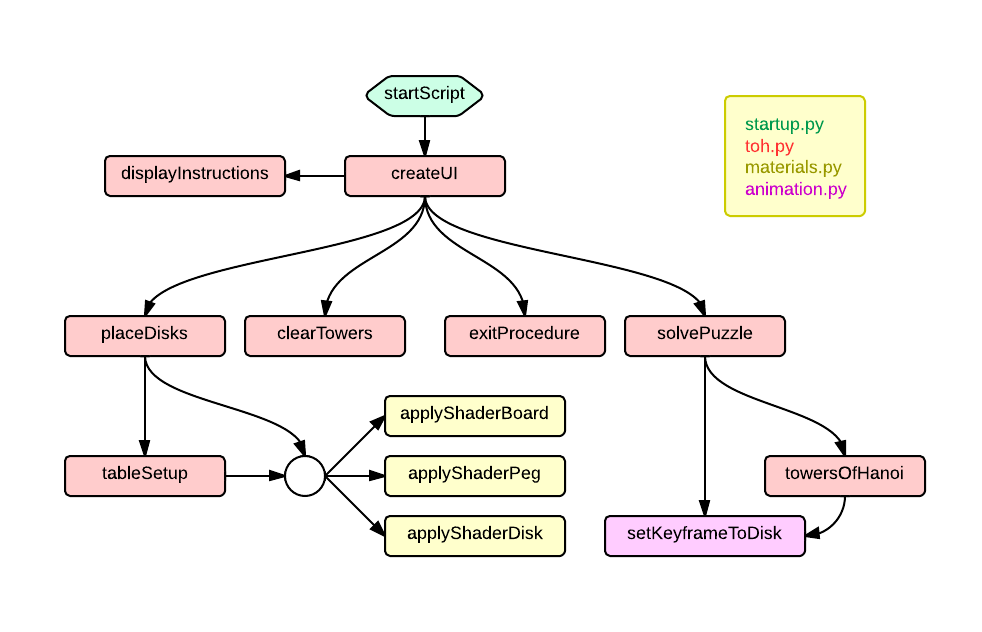 startScript
startup.py
toh.py
materials.py
animation.py
displayInstructions
createUI
placeDisks
clearTowers
exitProcedure
solvePuzzle
applyShaderBoard
tableSetup
applyShaderPeg
towersOfHanoi
applyShaderDisk
setKeyframeToDisk